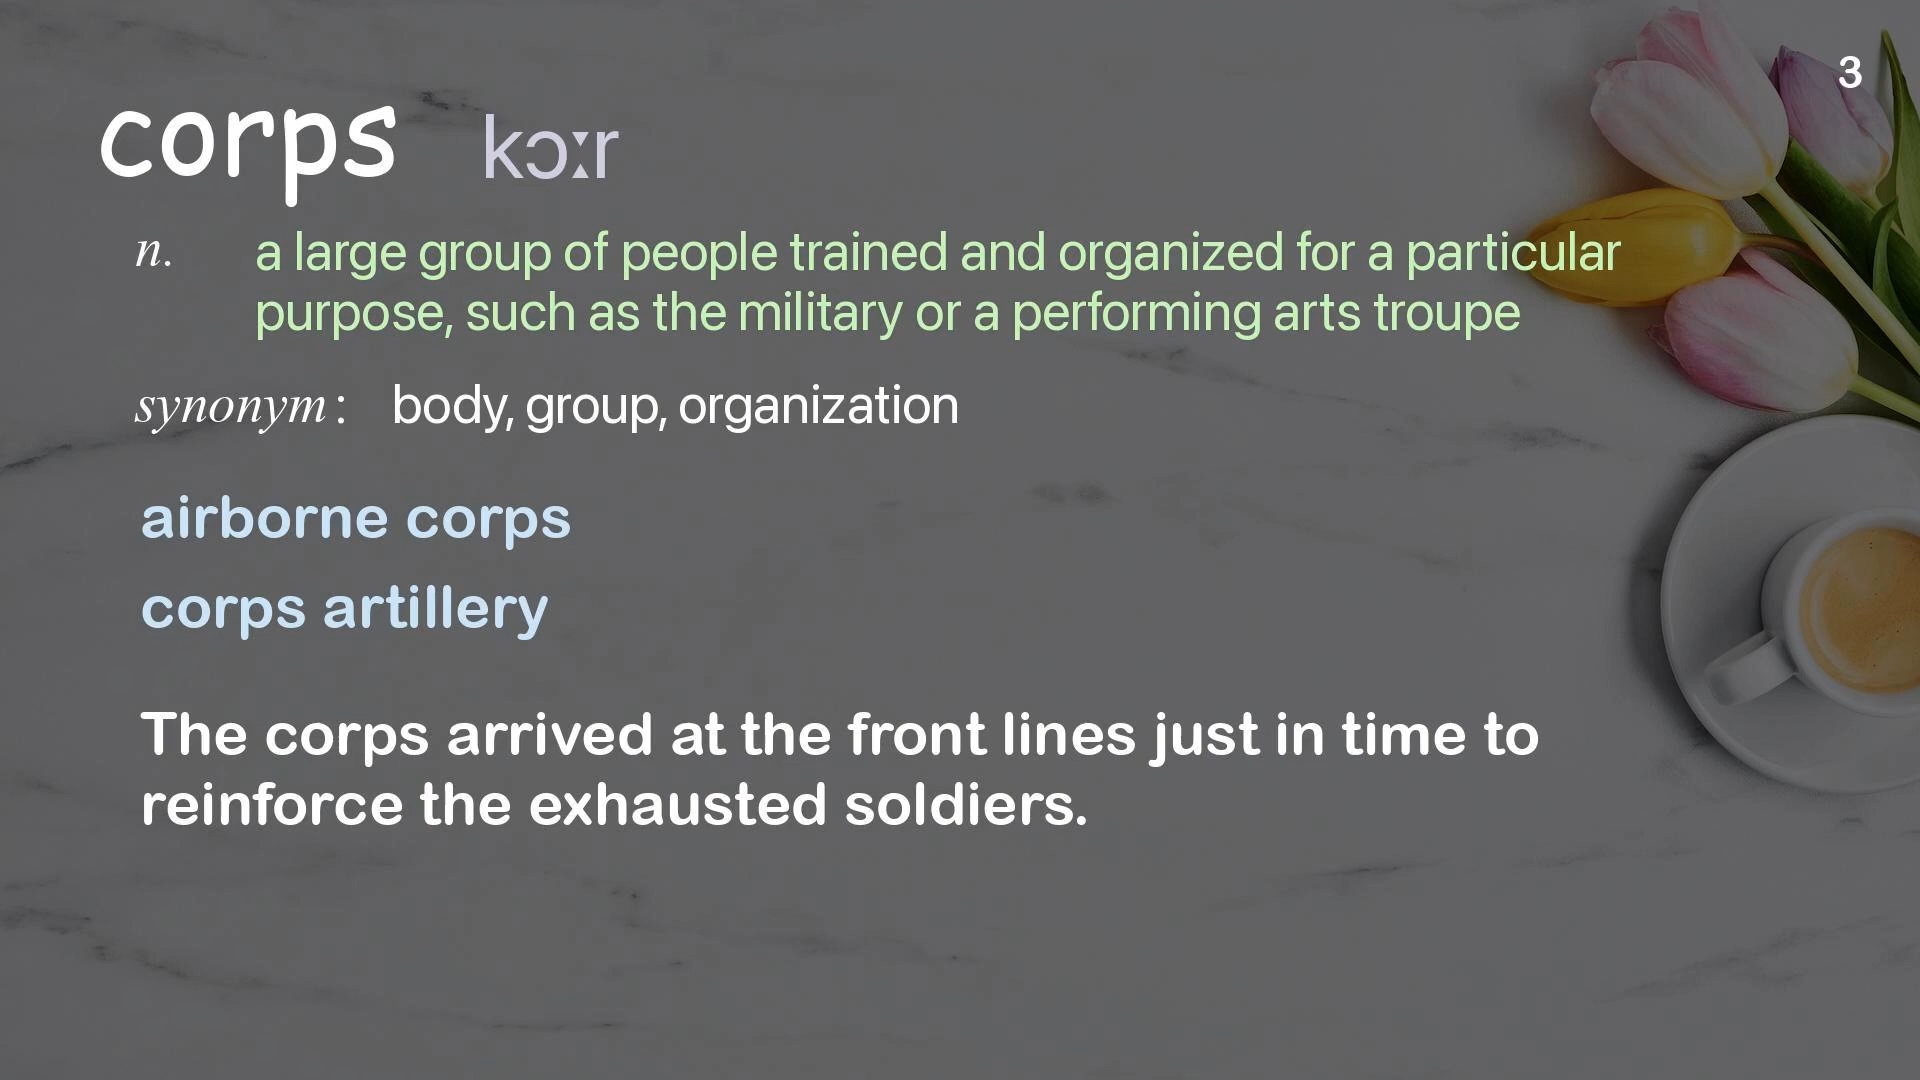 3
corps kɔːr
n. a large group of people trained and organized for a particular
purpose, such as the military or a performing arts troupe
synonym: body, group, organization
airborne corps
corps artillery
The corps arrived at the front lines just in time to
reinforce the exhausted soldiers.